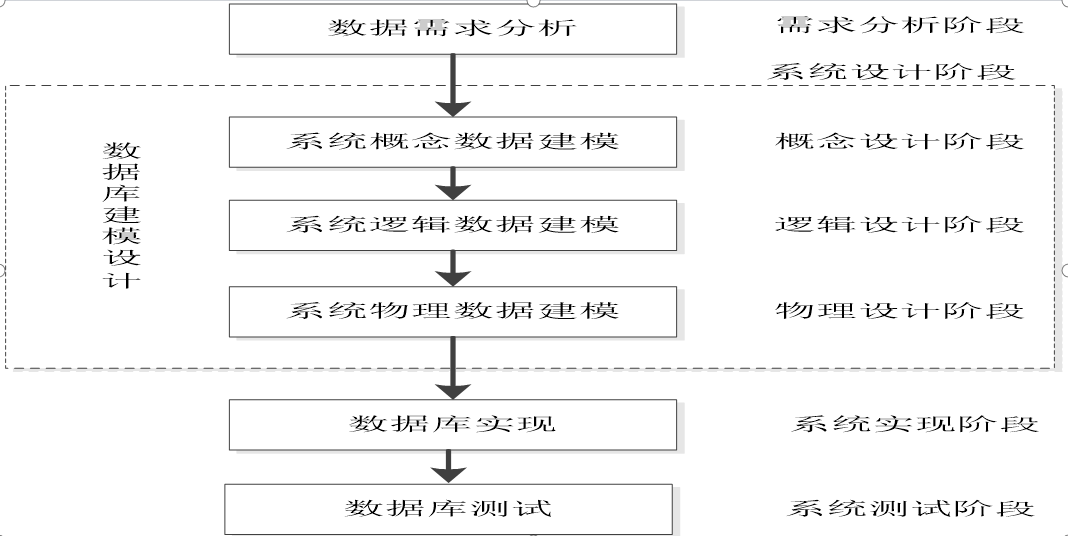 数据需求分析
需求分析阶段
系统设计阶段
数据库建模设计
系统概念数据建模
概念设计阶段
系统逻辑数据建模
逻辑设计阶段
系统物理数据建模
物理设计阶段
数据库实现
系统实现阶段
数据库测试
系统测试阶段